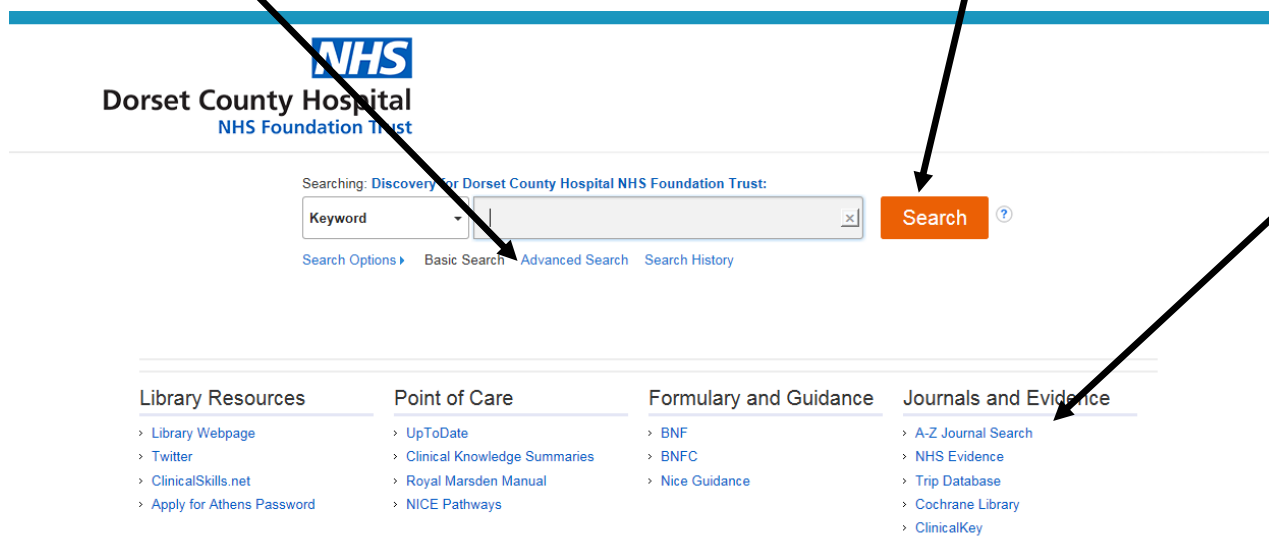 NHS
Dorset County Hospital
NHS Foundation Trust
Searching: Discovery for Dorset County Hospital NHS Foundation Trust:
Keyword
Search ?
Search Options Basic Search Advanced Search Search History
Library Resources Point of Care Formulary and Guidance Journals and Evidence
Library Webpage UpToDate BNF A-Z Journal Search
Twitter Clinical Knowledge Summaries BNFC NHS Evidence
ClinicalSkills.net Royal Marsden Manual Nice Guidance Trip Database
Apply for Athens Password NICE Pathways Cochrane Library
ClinicalKey